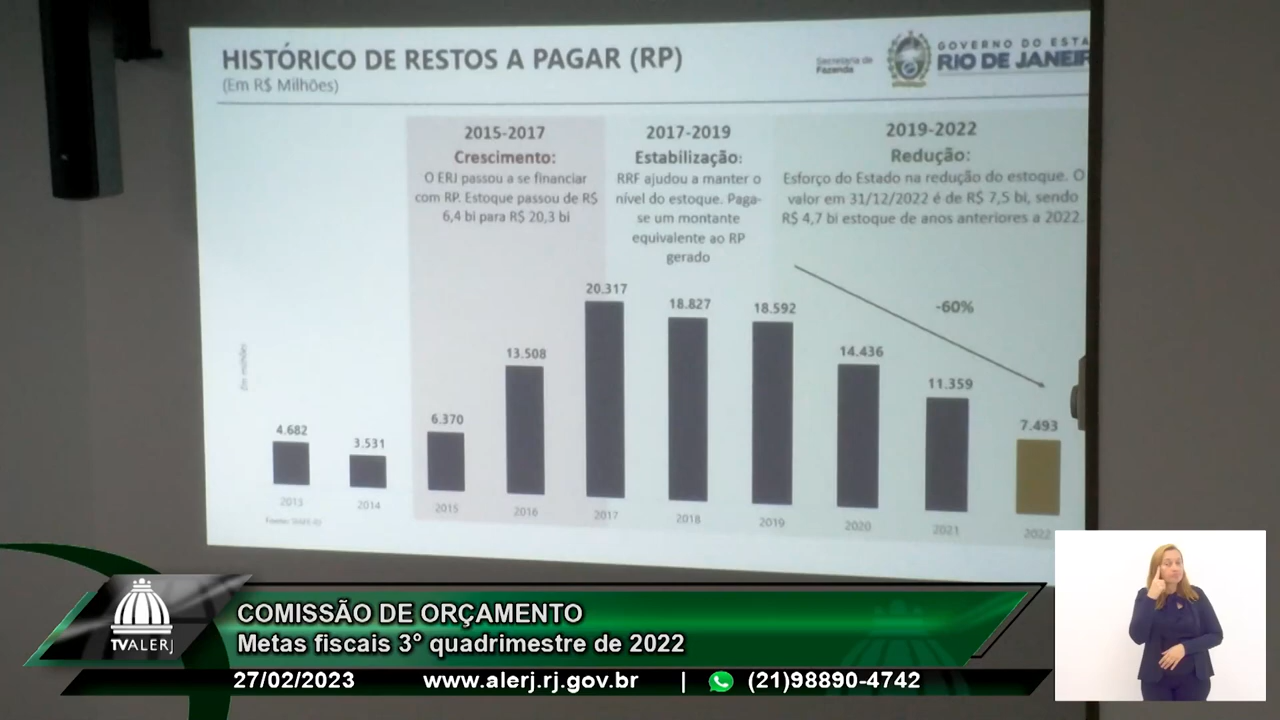 HISTÓRICO DE RESTOS A PAGAR (RP)
(Em R$ Milhões)
Secretaria de
Fazenda
GOVERNO DO ESTA
RIO DE JANEIR
2015-2017
Crescimento:
O ERJ passou a se financiar
com RP. Estoque passou de R$
6,4 bi para R$ 20,3 bi
2017-2019
Estabilização:
RRF ajudou a manter o
nível do estoque. Paga-
se um montante
equivalente ao RP
gerado
2019-2022
Redução:
Esforço do Estado na redução do estoque. O
valor em 31/12/2022 é de R$ 7,5 bi, sendo
R$ 4,7 bi estoque de anos anteriores a 2022.
-60%
Em milhões
4.682
3.531
6.370
13.508
20.317
18.827
18.592
14.436
11.359
7.493
2013
2014
2015
2016
2017
2018
2019
2020
2021
2022
Fonte:
TVALERJ
COMISSÃO DE ORÇAMENTO
Metas fiscais 3° quadrimestre de 2022
27/02/2023 www.alerj.rj.gov.br | (21)98890-4742